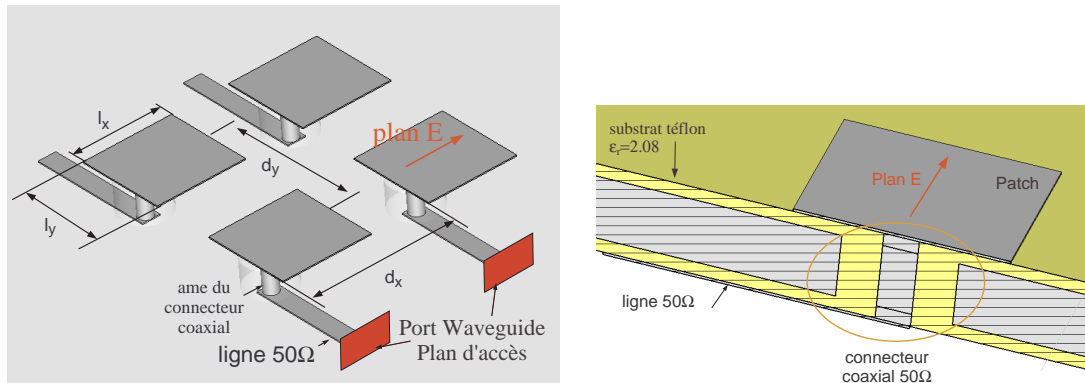 lx
plan E
dy
ly
dx
ame du
connecteur
coaxial
ligne 50Ω
Port Waveguide
Plan d'accès
substrat téflon
εr=2.08
Plan E
Patch
ligne 50Ω
connecteur
coaxial 50Ω